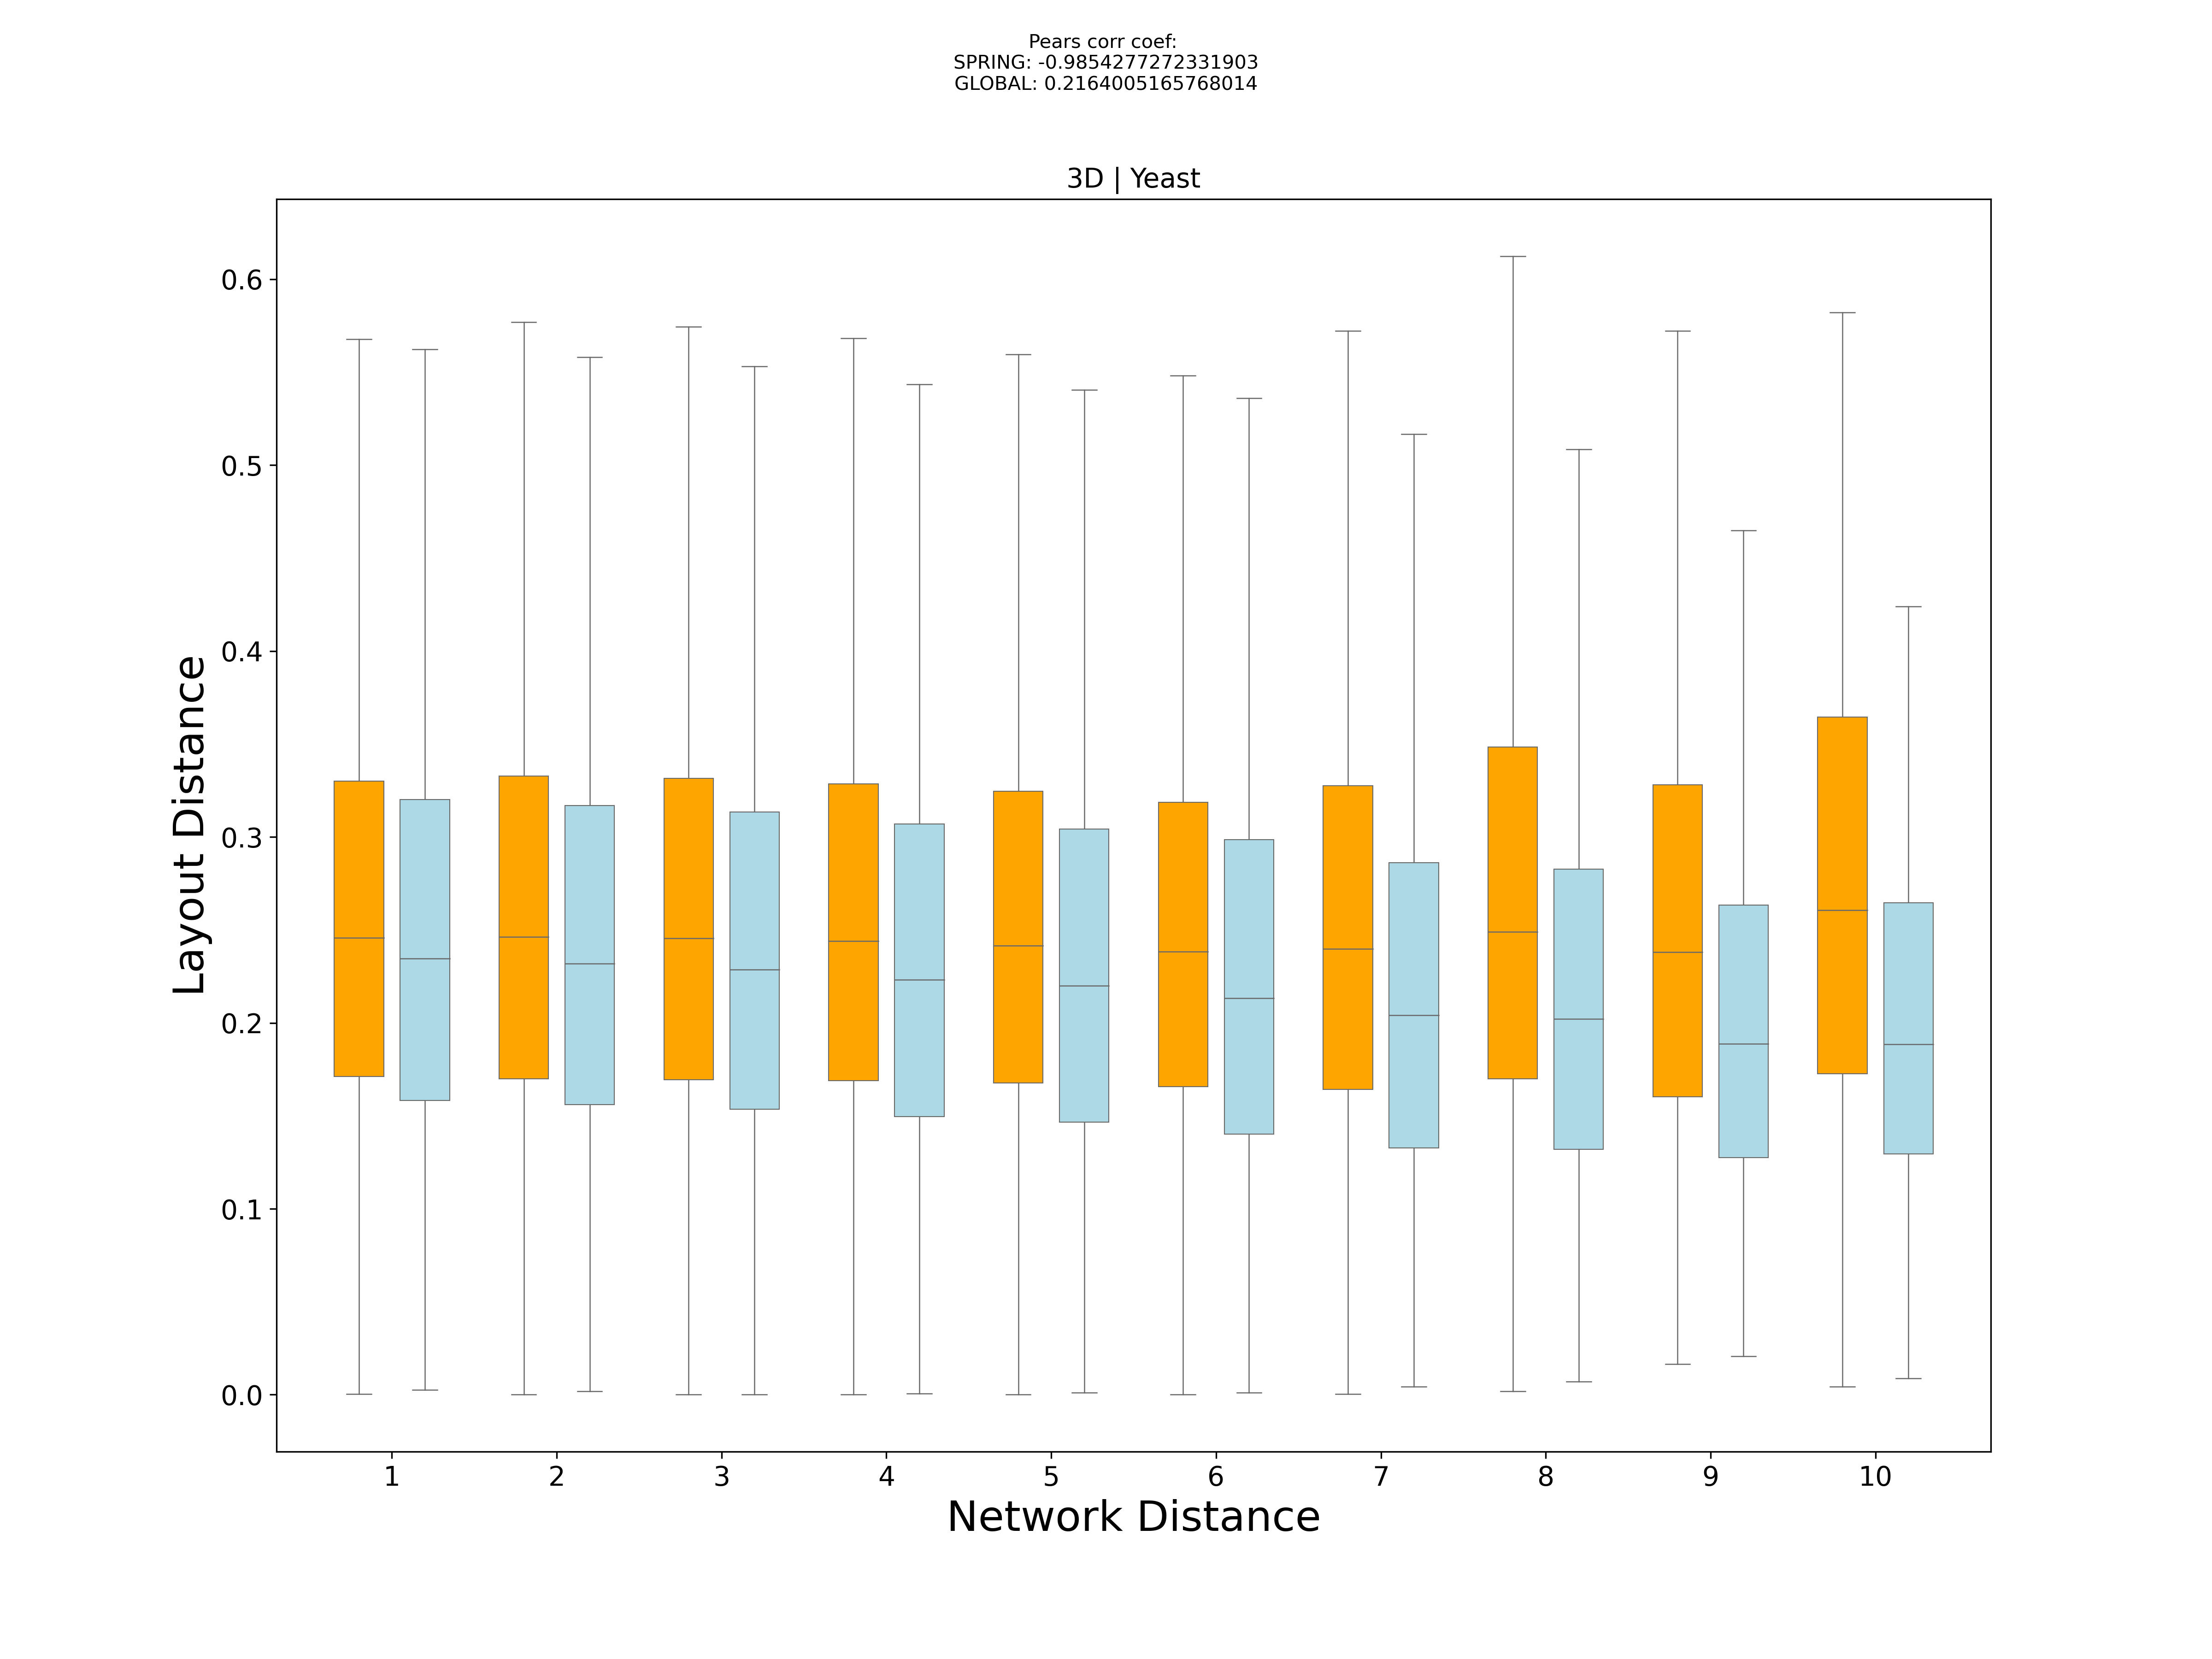 Pears corr coef:
SPRING: -0.9854277272331903
GLOBAL: 0.2164005165768014
3D | Yeast
Layout Distance
0.6
0.5
0.4
0.3
0.2
0.1
0.0
1 2 3 4 5 6 7 8 9 10
Network Distance